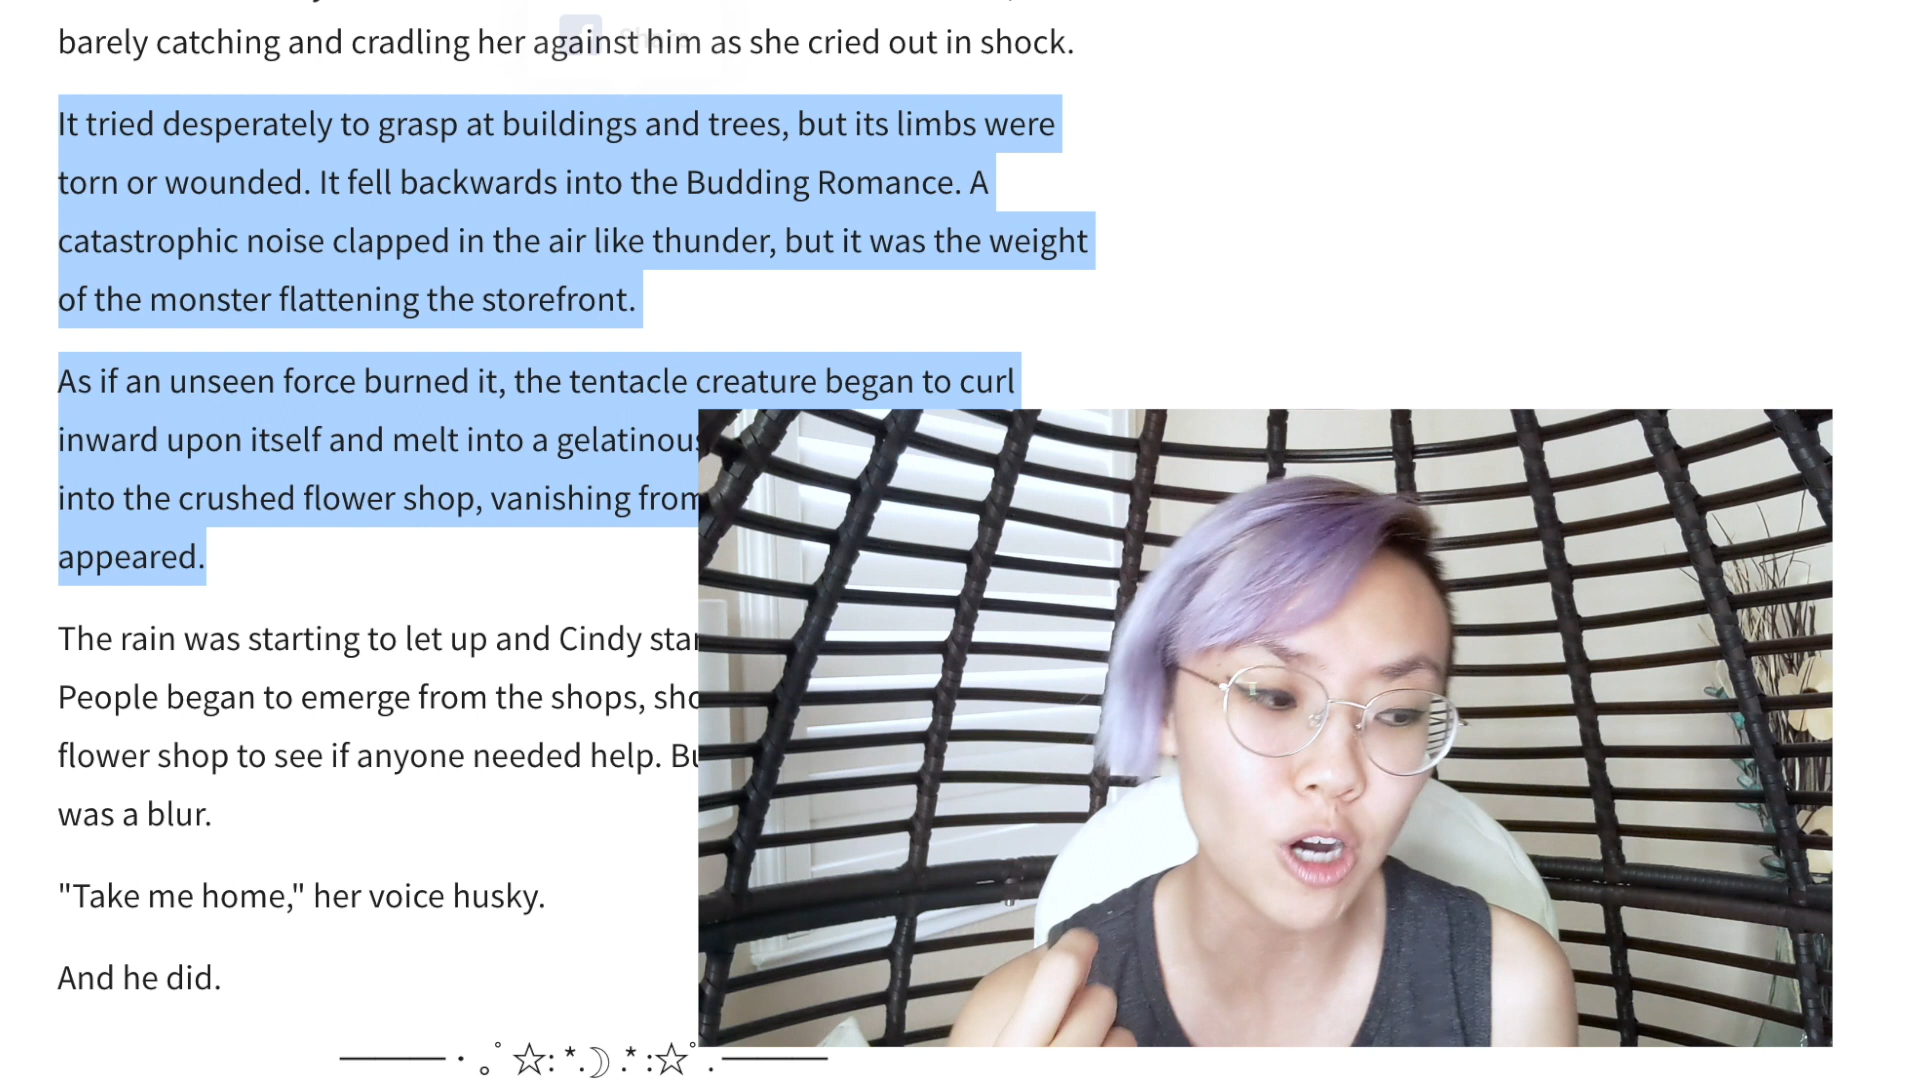 barely catching and cradling her against him as she cried out in shock.
It tried desperately to grasp at buildings and trees, but its limbs were
torn or wounded. It fell backwards into the Budding Romance. A
catastrophic noise clapped in the air like thunder, but it was the weight
of the monster flattening the storefront.
As if an unseen force burned it, the tentacle creature began to curl
inward upon itself and melt into a gelatinous
into the crushed flower shop, vanishing from
appeared.
The rain was starting to let up and Cindy
People began to emerge from the shops,
flower shop to see if anyone needed help.
was a blur.
"Take me home," her voice husky.
And he did.